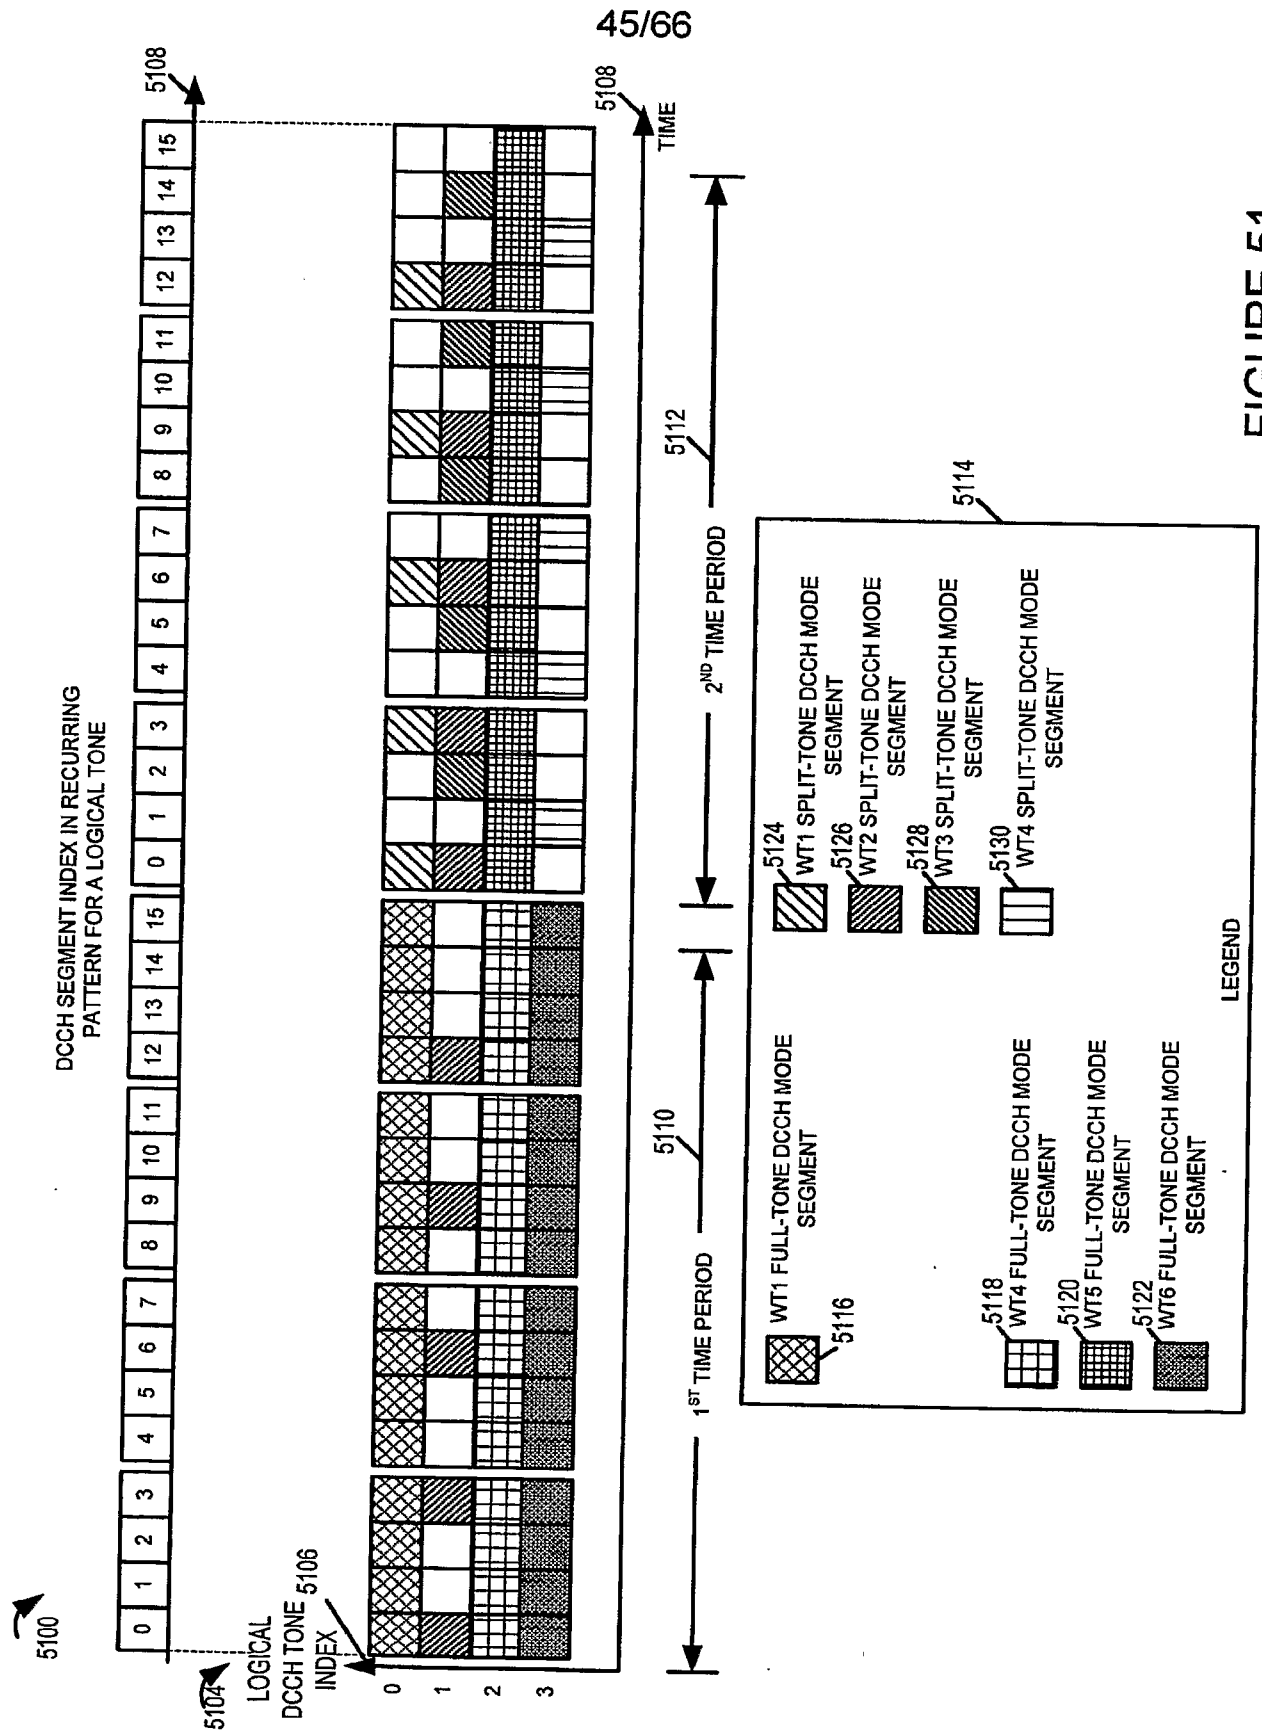 45/66
5100
DCCH SEGMENT INDEX IN RECURRING
PATTERN FOR A LOGICAL TONE
0 1 2 3 4 5 6 7 8 9 10 11 12 13 14 15 0 1 2 3 4 5 6 7 8 9 10 11 12 13 14 15
5108
5104
LOGICAL
DCCH TONE
INDEX
5106
0
1
2
3
5108
TIME
1ST TIME PERIOD
5110
2ND TIME PERIOD
5112
5114
WT1 FULL-TONE DCCH MODE
SEGMENT
5116
5118
WT4 FULL-TONE DCCH MODE
SEGMENT
5120
WT5 FULL-TONE DCCH MODE
SEGMENT
5122
WT6 FULL-TONE DCCH MODE
SEGMENT
5124
WT1 SPLIT-TONE DCCH MODE
SEGMENT
5126
WT2 SPLIT-TONE DCCH MODE
SEGMENT
5128
WT3 SPLIT-TONE DCCH MODE
SEGMENT
5130
WT4 SPLIT-TONE DCCH MODE
SEGMENT
LEGEND
FIGURE 51